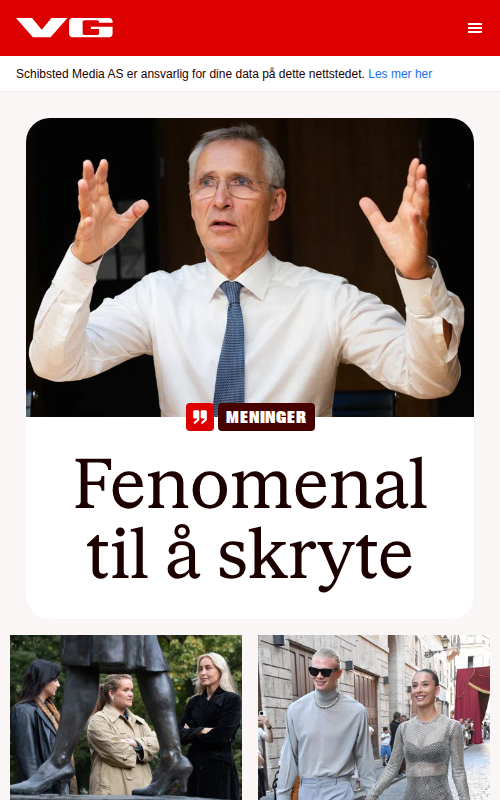 VG
Schibsted Media AS er ansvarlig for dine data på dette nettstedet. Les mer her
MENINGER
Fenomenal
til å skryte